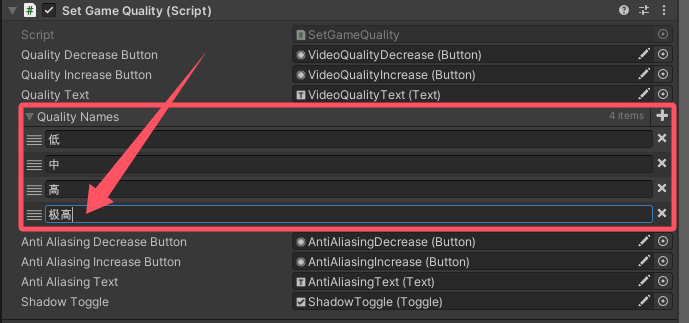 Set Game Quality (Script)
Script SetGameQuality
Quality Decrease Button VideoQualityDecrease (Button)
Quality Increase Button VideoQualityIncrease (Button)
Quality Text VideoQualityText (Text)
Quality Names 4 items
低
中
高
极高
Anti Aliasing Decrease Button AntiAliasingDecrease (Button)
Anti Aliasing Increase Button AntiAliasingIncrease (Button)
Anti Aliasing Text AntiAliasingText (Text)
Shadow Toggle ShadowToggle (Toggle)